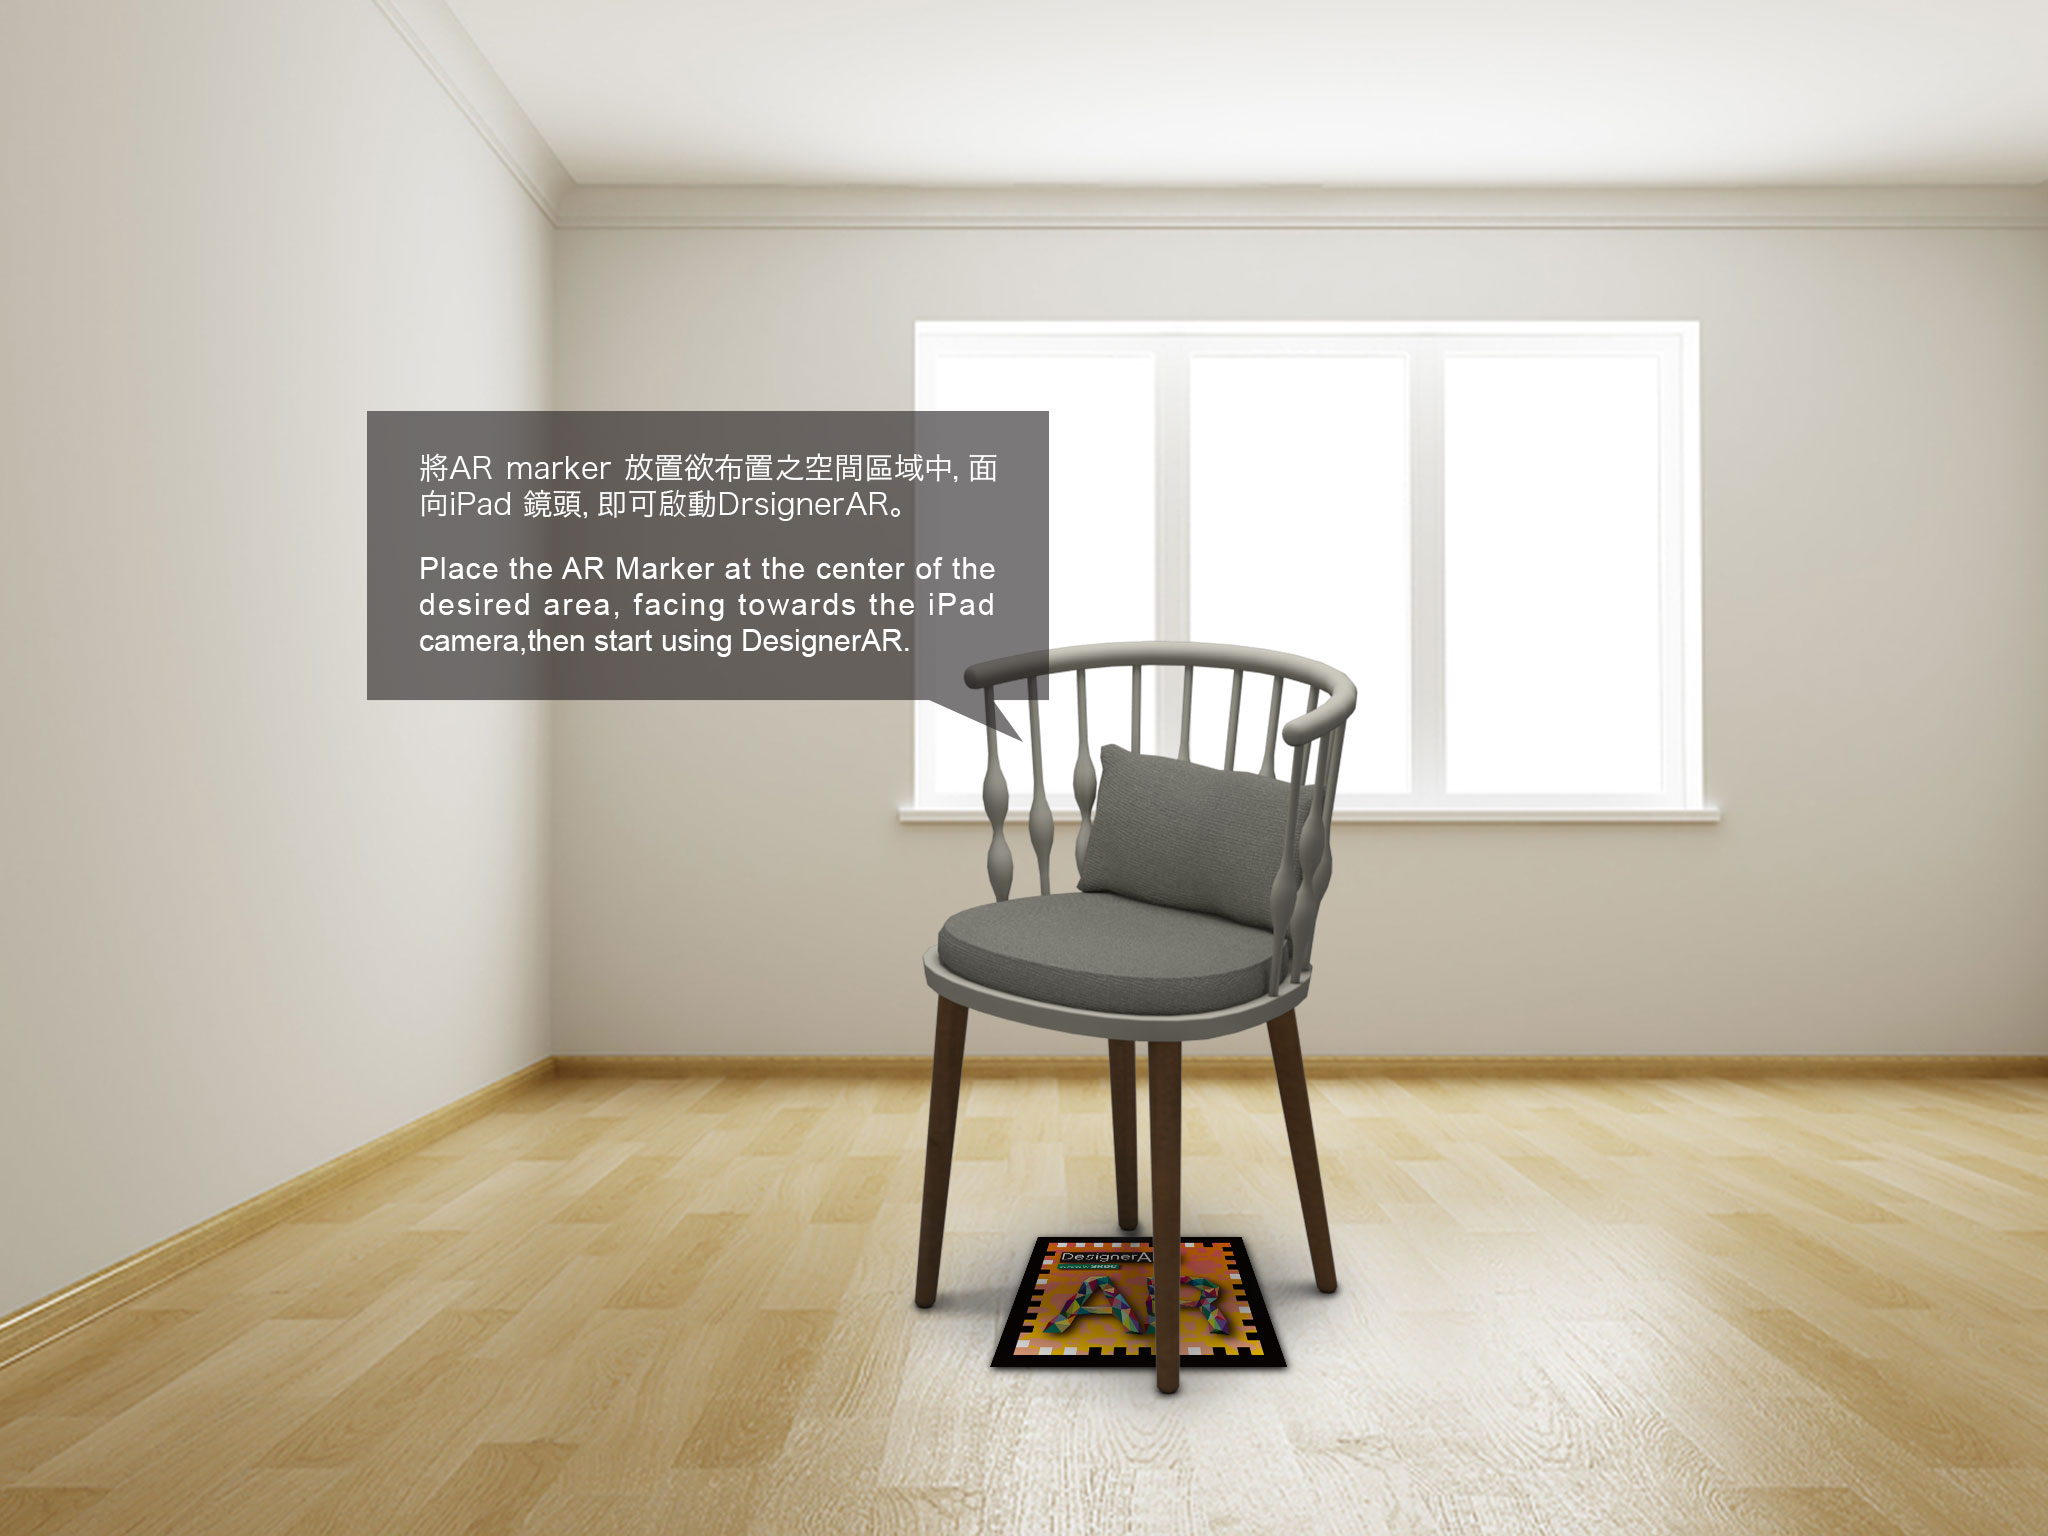 將AR marker 放置欲布置之空間區域中, 面
向iPad 鏡頭, 即可啟動DrsignerAR。
Place the AR Marker at the center of the
desired area, facing towards the iPad
camera,then start using DesignerAR.
DesignerA
AR